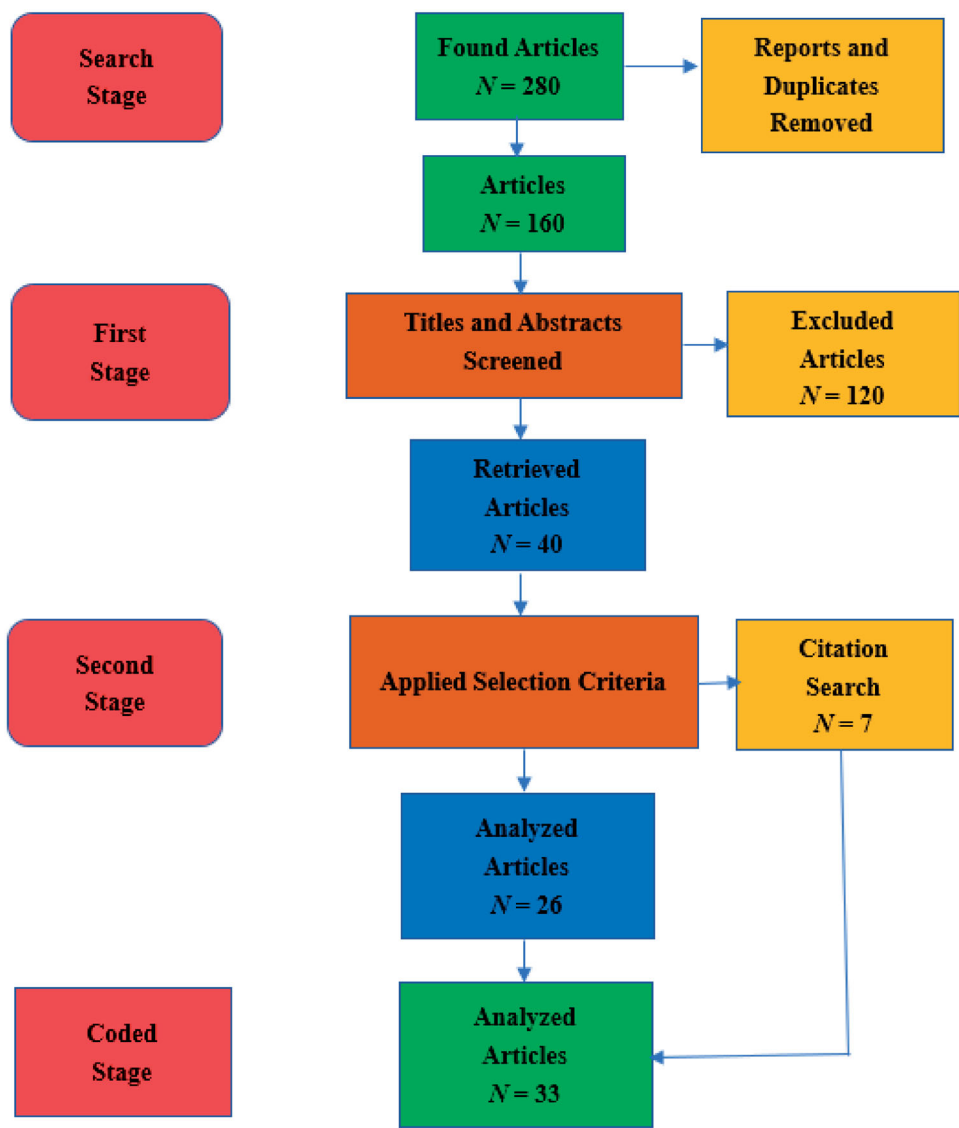 Search
Stage
Found Articles
N = 280
Reports and
Duplicates
Removed
Articles
N = 160
First
Stage
Titles and Abstracts
Screened
Excluded
Articles
N = 120
Retrieved
Articles
N = 40
Second
Stage
Applied Selection Criteria
Citation
Search
N = 7
Analyzed
Articles
N = 26
Coded
Stage
Analyzed
Articles
N = 33